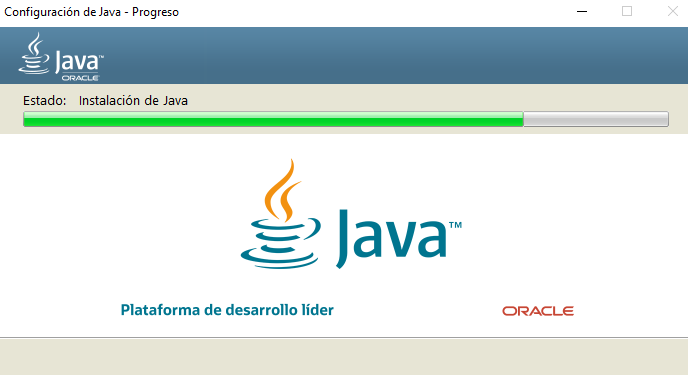 Configuración de Java - Progreso
Java™
ORACLE
Estado: Instalación de Java
Java™
Plataforma de desarrollo líder
ORACLE